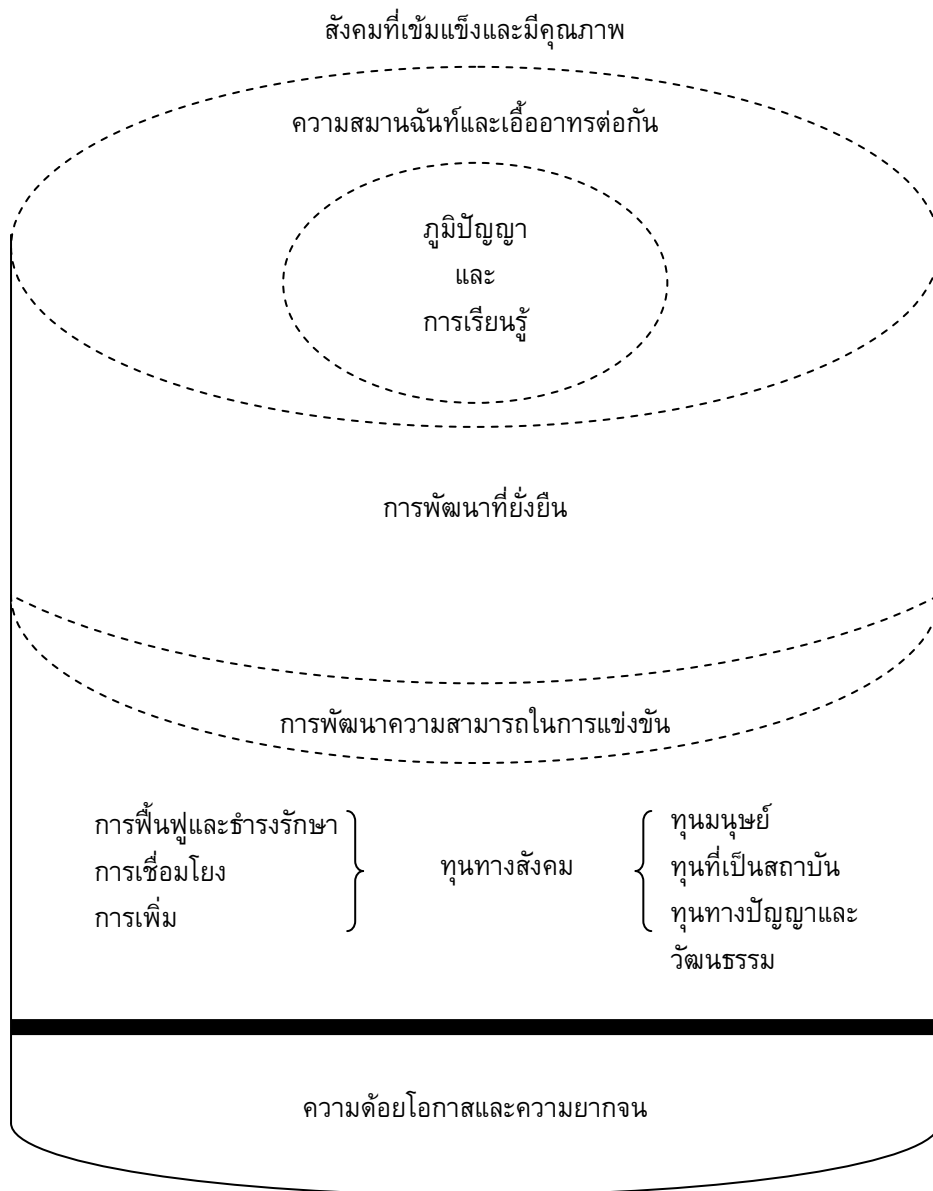 สังคมที่เข้มแข็งและมีคุณภาพ
ความสมานฉันท์และเอื้ออาทรต่อกัน
ภูมิปัญญา
และ
การเรียนรู้
การพัฒนาที่ยั่งยืน
การพัฒนาความสามารถในการแข่งขัน
การฟื้นฟูและธำรงรักษา
การเชื่อมโยง
การเพิ่ม
ทุนทางสังคม
ทุนมนุษย์
ทุนที่เป็นสถาบัน
ทุนทางปัญญาและ
วัฒนธรรม
ความด้อยโอกาสและความยากจน